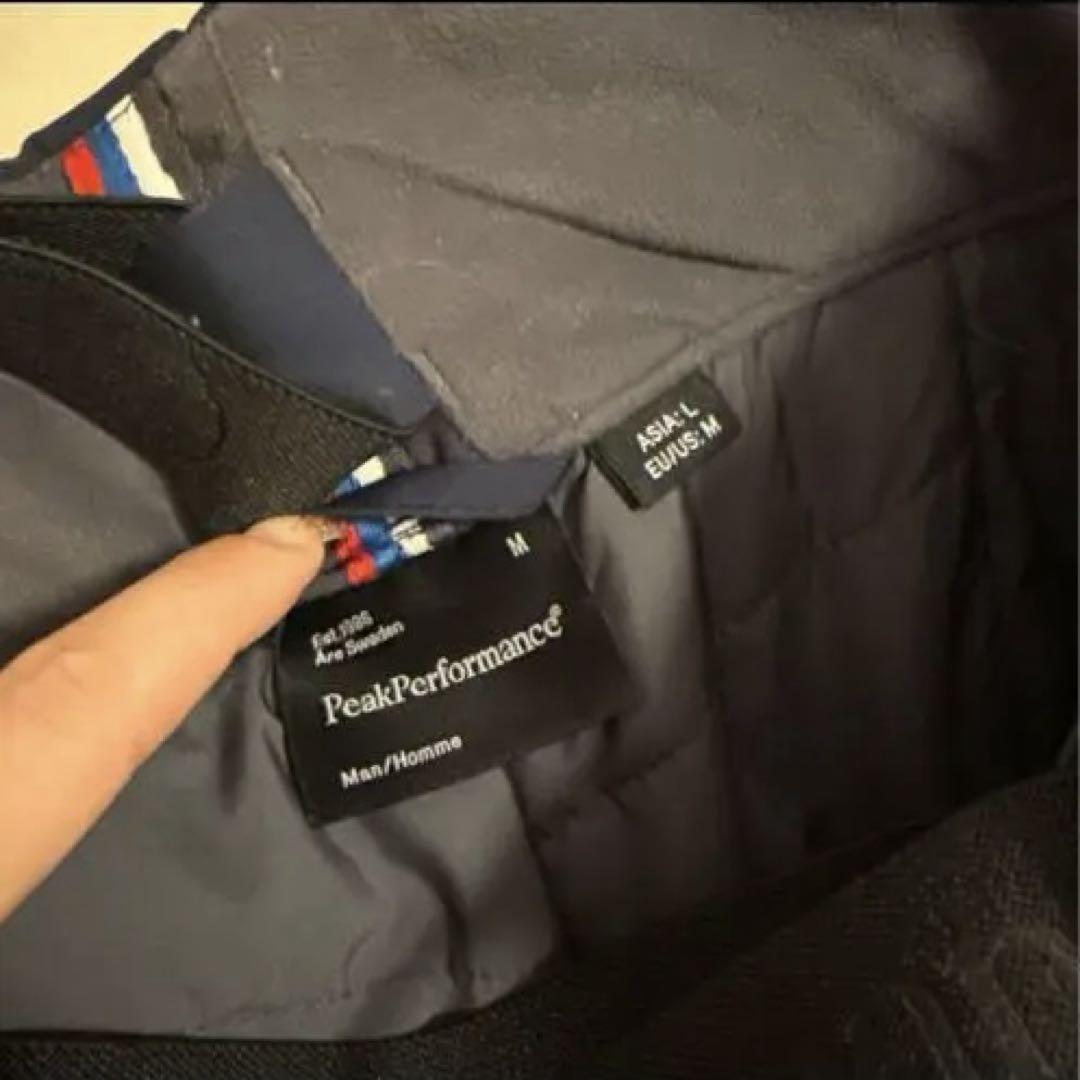 ASIA: L
EU/US: M
M
Est.1986
Åre Sweden
PeakPerformance®
Man/Homme